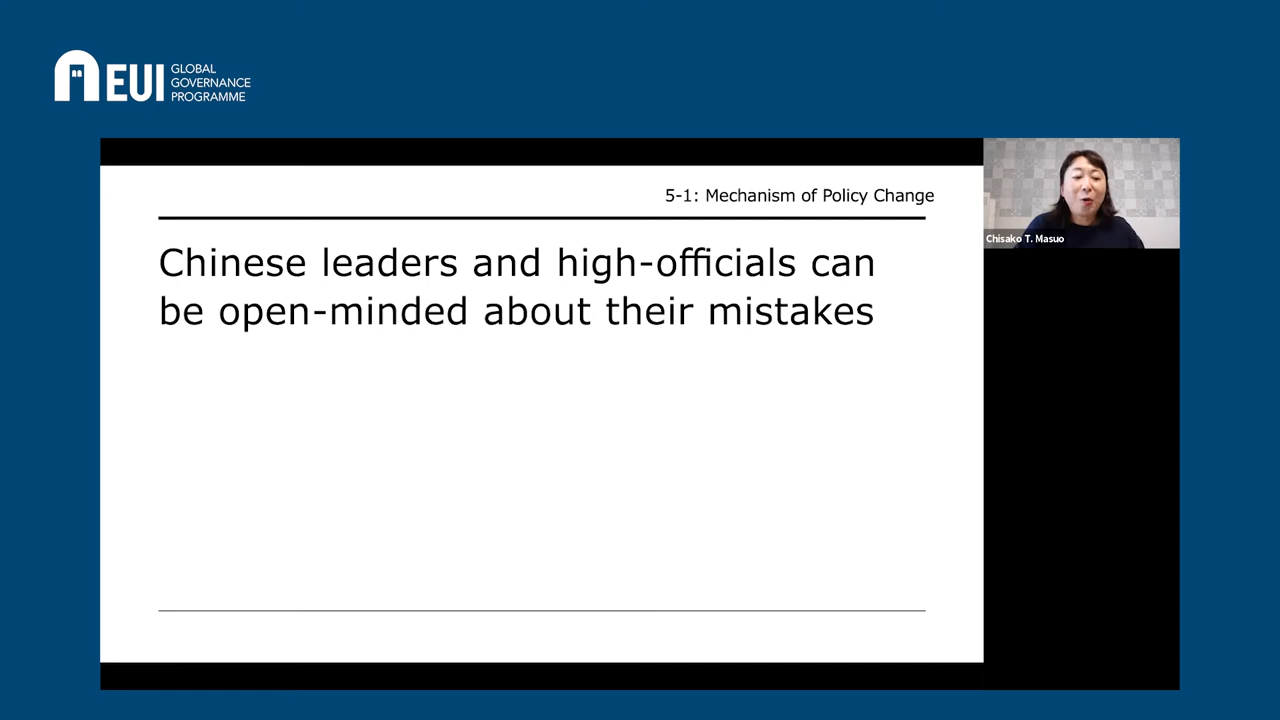 EUI
GLOBAL
GOVERNANCE
PROGRAMME
5-1: Mechanism of Policy Change
Chinese leaders and high-officials can
be open-minded about their mistakes
Chisako T. Masuo